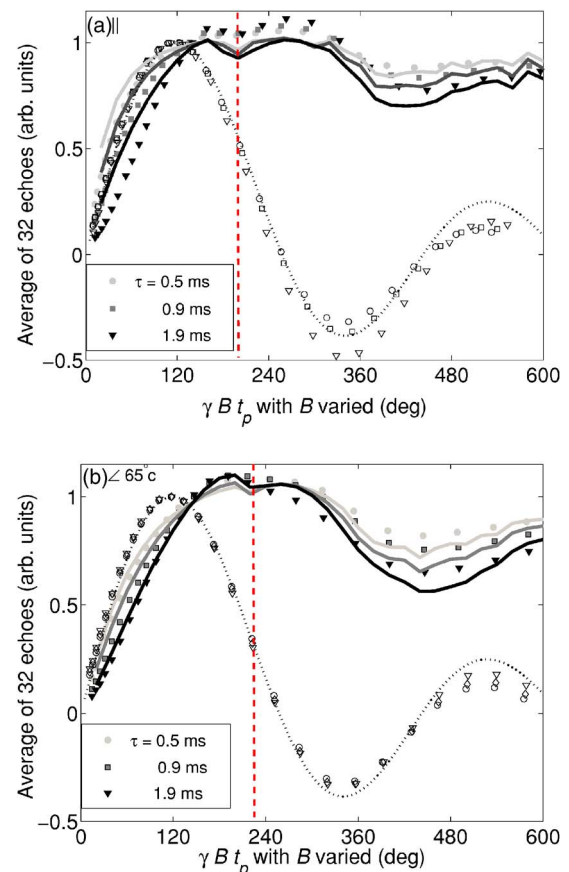 (a)||
Average of 32 echoes (arb. units)
1
0.5
0
−0.5
τ = 0.5 ms
0.9 ms
1.9 ms
0 120 240 360 480 600
γ B t_p with B varied (deg)
(b)∠ 65°c
Average of 32 echoes (arb. units)
1
0.5
0
−0.5
τ = 0.5 ms
0.9 ms
1.9 ms
0 120 240 360 480 600
γ B t_p with B varied (deg)